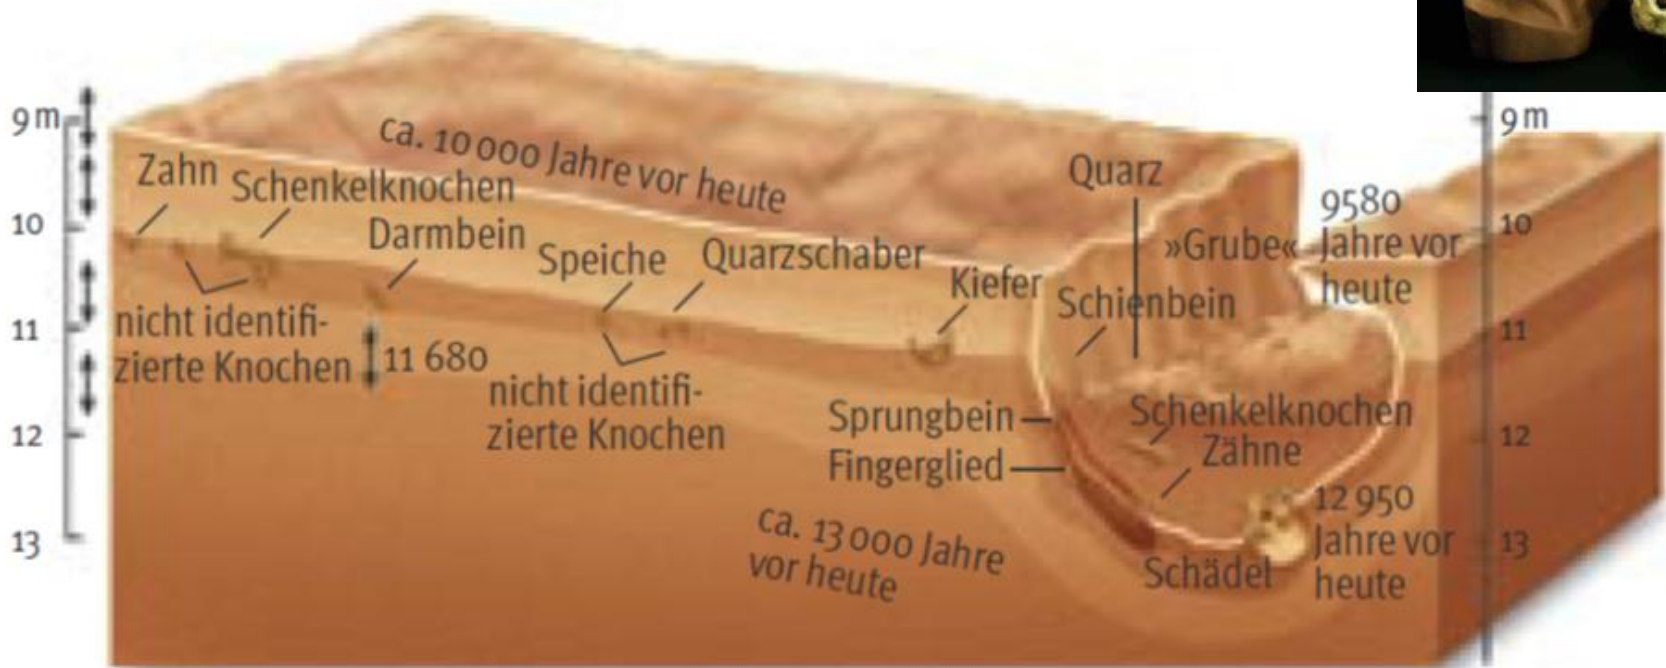 9 m
10
11
12
13
ca. 10 000 Jahre vor heute
Zahn
Schenkelknochen
Darmbein
Speiche
Quarzschaber
Kiefer
nicht identifi-
zierte Knochen
11 680
nicht identifi-
zierte Knochen
Quarz
»Grube«
Schienbein
9580
Jahre vor
heute
Sprungbein
Fingerglied
Schenkelknochen
Zähne
Schädel
12 950
Jahre vor
heute
ca. 13 000 Jahre
vor heute
9 m
10
11
12
13